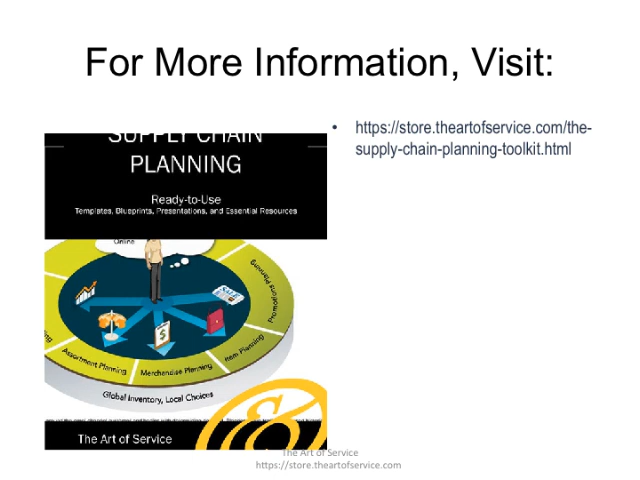 For More Information, Visit:
SUPPLY CHAIN
PLANNING
Ready-to-Use
Templates, Blueprints, Presentations, and Essential Resources
Online
Promotions Planning
Item Planning
Merchandise Planning
Assortment Planning
SALE
Global Inventory, Local Choices
The Art of Service
• https://store.theartofservice.com/the-
supply-chain-planning-toolkit.html
The Art of Service
https://store.theartofservice.com